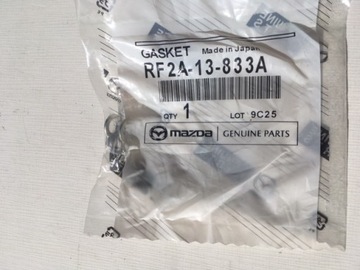 GASKET Made in Japan
RF2A-13-833A
QTY 1 LOT 9C25
mazda GENUINE PARTS